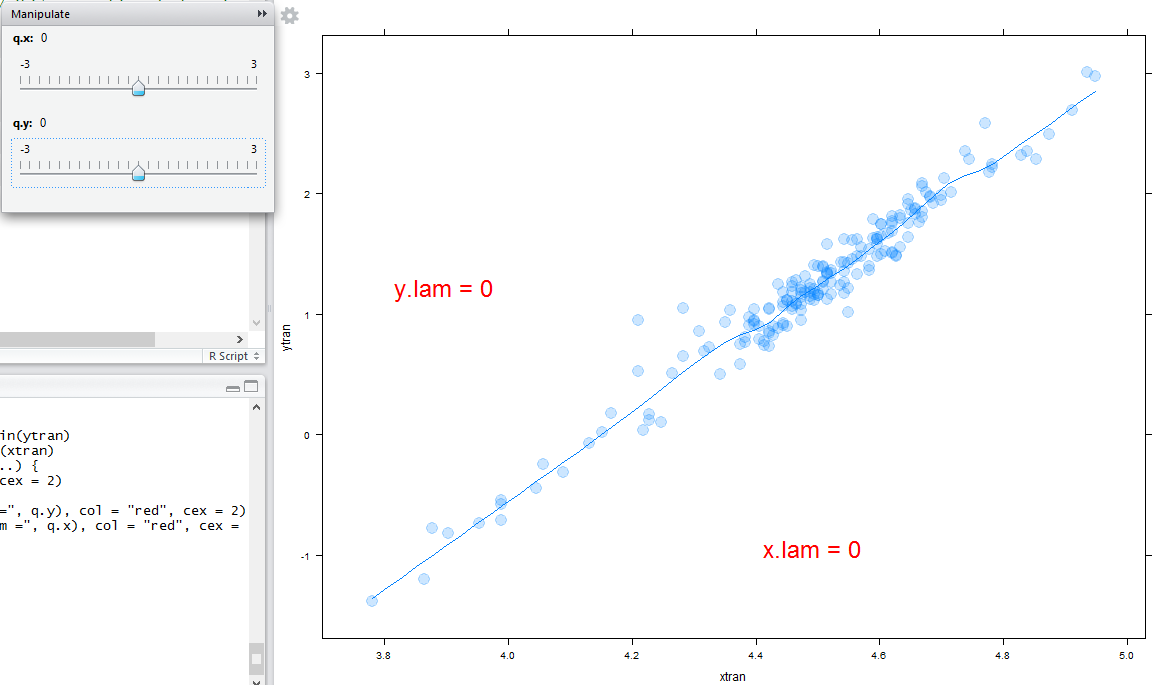 Manipulate
q.x: 0
-3 3
q.y: 0
-3 3
R Script
in(ytran)
(xtran)
..) {
cex = 2)
=", q.y), col = "red", cex = 2)
m =", q.x), col = "red", cex =
ytran
3
2
1
0
-1
y.lam = 0
x.lam = 0
3.8 4.0 4.2 4.4 4.6 4.8 5.0
xtran